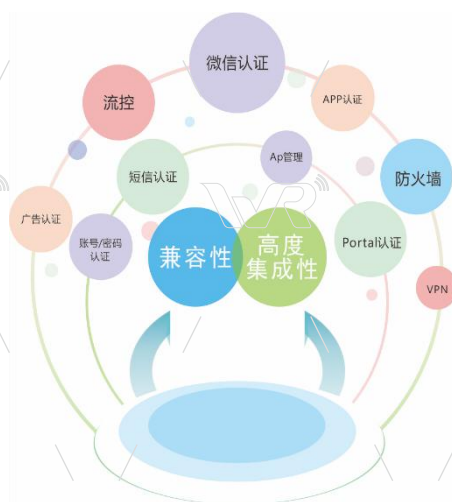 微信认证
流控
APP认证
Ap管理
短信认证
防火墙
广告认证
账号/密码
认证
兼容性
高度
集成性
Portal认证
VPN